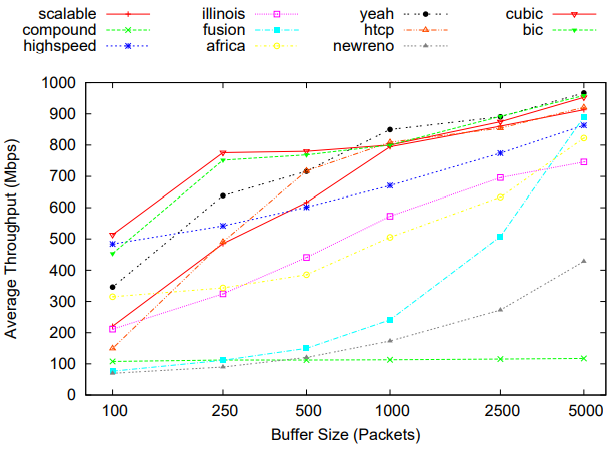 scalable illinois yeah cubic
compound fusion htcp bic
highspeed africa newreno
1000
900
800
700
600
500
400
300
200
100
0
Average Throughput (Mbps)
100 250 500 1000 2500 5000
Buffer Size (Packets)